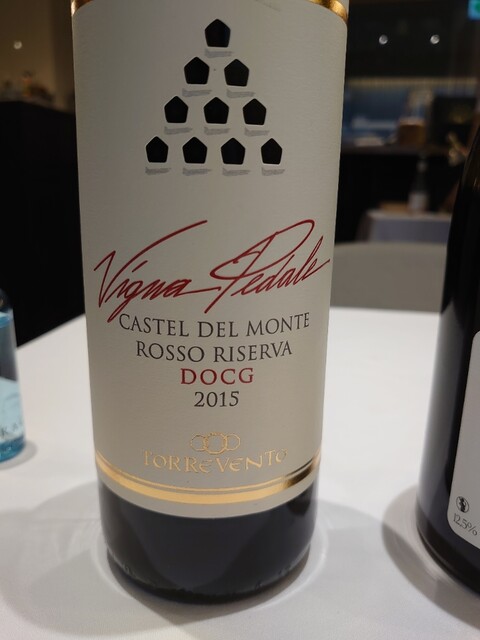 Vigna Pedale
CASTEL DEL MONTE
ROSSO RISERVA
DOCG
2015
TORREVENTO
12.5%